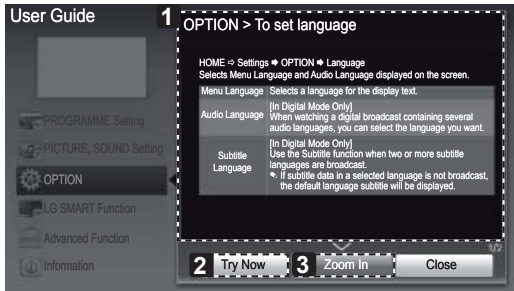 User Guide
1
OPTION > To set language
HOME ⇨ Settings ➡ OPTION ➡ Language
Selects Menu Language and Audio Language displayed on the screen.
Menu Language Selects a language for the display text.
Audio Language
[In Digital Mode Only]
When watching a digital broadcast containing several
audio languages, you can select the language you want.
Subtitle
Language
[In Digital Mode Only]
Use the Subtitle function when two or more subtitle
languages are broadcast.
If subtitle data in a selected language is not broadcast,
the default language subtitle will be displayed.
PROGRAMME Setting
PICTURE, SOUND Setting
OPTION
LG SMART Function
Advanced Function
Information
1/2
2 Try Now
3 Zoom In
Close